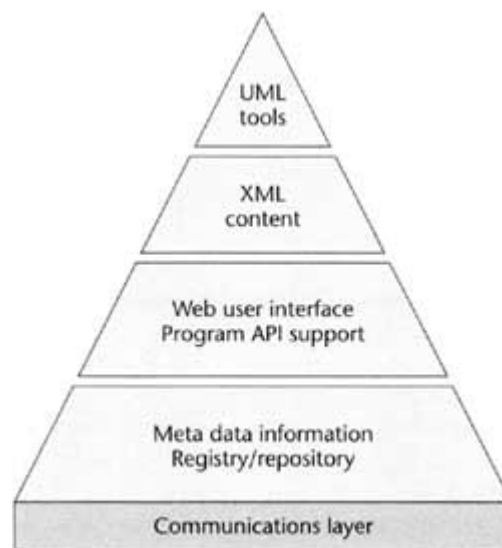 UML
tools
XML
content
Web user interface
Program API support
Meta data information
Registry/repository
Communications layer